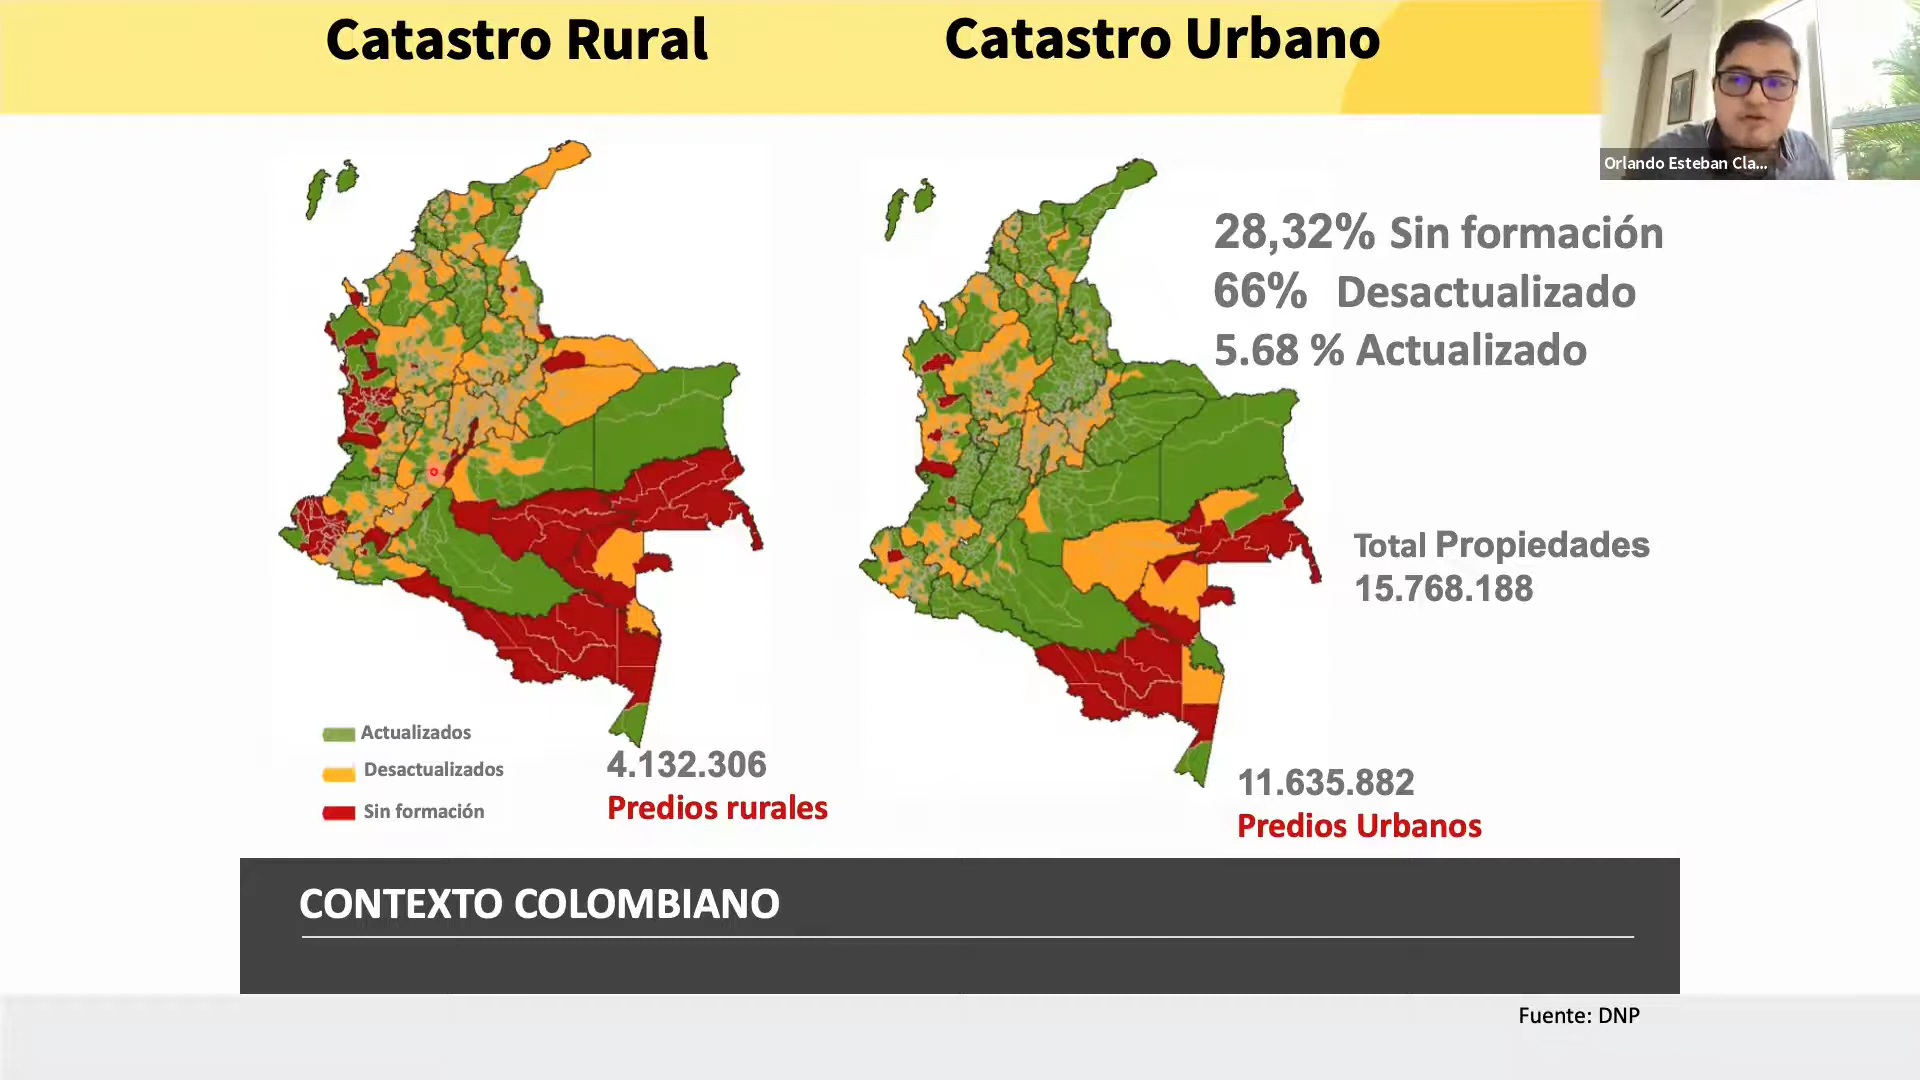 Catastro Rural
Catastro Urbano
Orlando Esteban Cla...
28,32% Sin formación
66% Desactualizado
5.68 % Actualizado
Total Propiedades
15.768.188
Actualizados
Desactualizados
Sin formación
4.132.306
Predios rurales
11.635.882
Predios Urbanos
CONTEXTO COLOMBIANO
Fuente: DNP